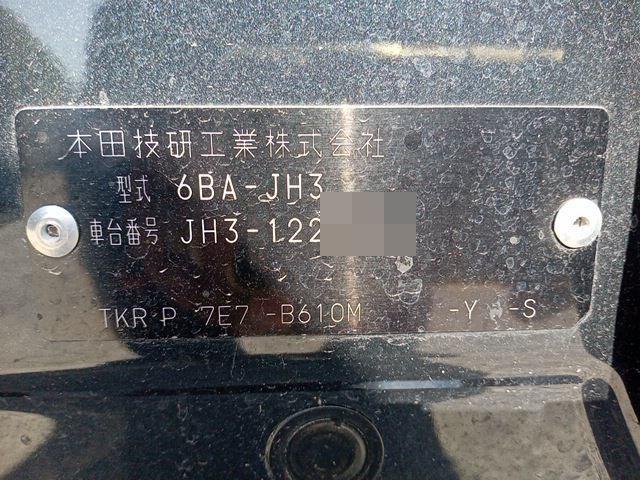 本田技研工業株式会社
型式 6BA-JH3
車台番号 JH3-122
TKR P 7E7 -B610M -Y -S